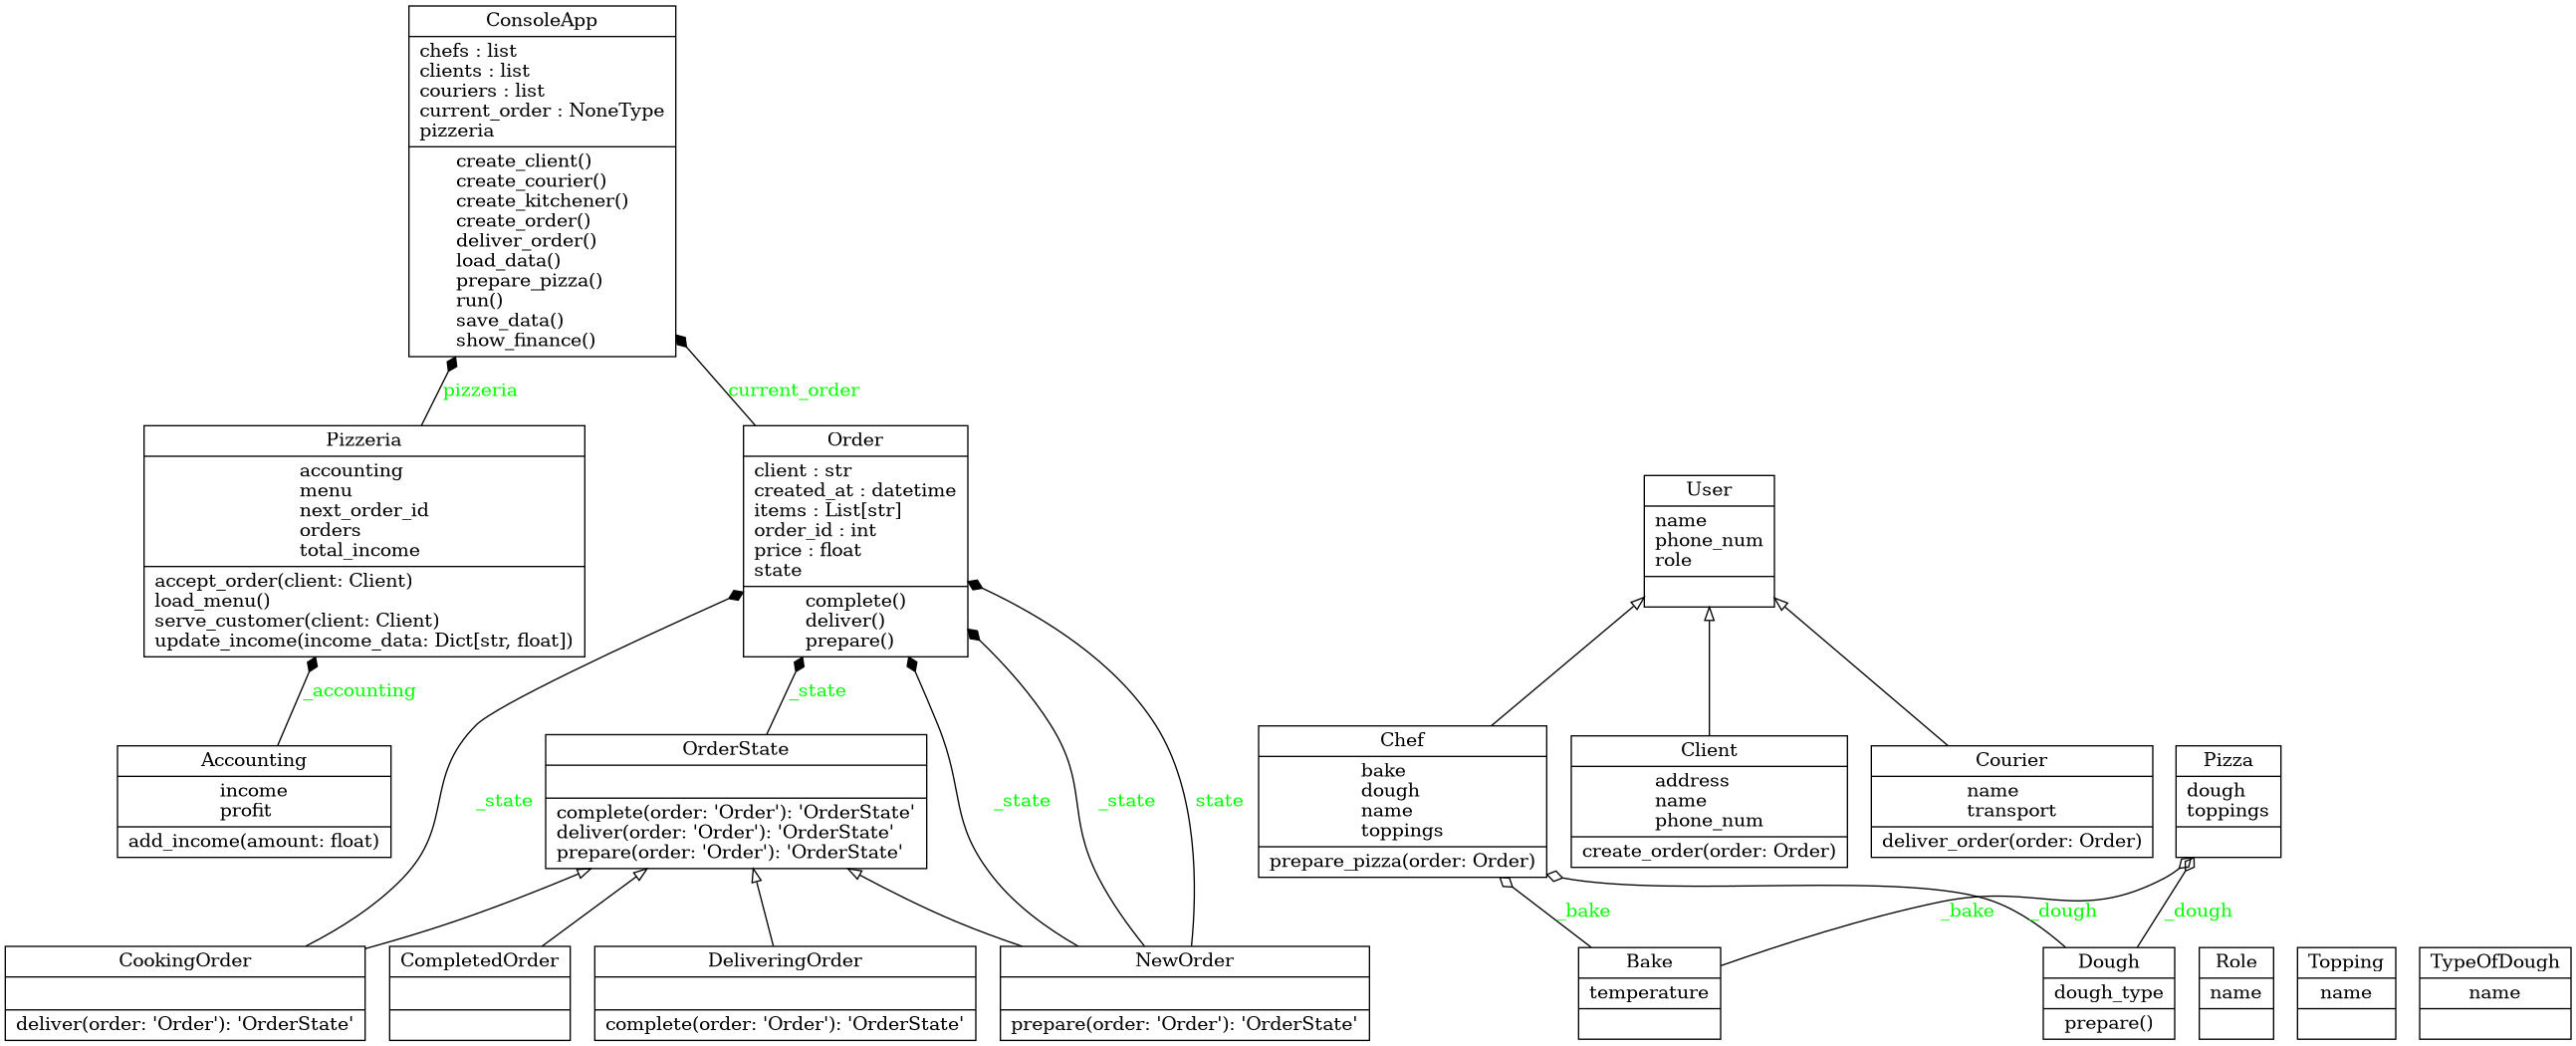 ConsoleApp
chefs : list
clients : list
couriers : list
current_order : NoneType
pizzeria
create_client()
create_courier()
create_kitchener()
create_order()
deliver_order()
load_data()
prepare_pizza()
run()
save_data()
show_finance()
pizzeria
current_order
Pizzeria
accounting
menu
next_order_id
orders
total_income
accept_order(client: Client)
load_menu()
serve_customer(client: Client)
update_income(income_data: Dict[str, float])
Order
client : str
created_at : datetime
items : List[str]
order_id : int
price : float
state
complete()
deliver()
prepare()
User
name
phone_num
role
_accounting
_state
Accounting
income
profit
add_income(amount: float)
_state
OrderState
complete(order: 'Order'): 'OrderState'
deliver(order: 'Order'): 'OrderState'
prepare(order: 'Order'): 'OrderState'
_state
_state
state
Chef
bake
dough
name
toppings
prepare_pizza(order: Order)
Client
address
name
phone_num
create_order(order: Order)
Courier
name
transport
deliver_order(order: Order)
Pizza
dough
toppings
_bake
_bake
_dough
_dough
CookingOrder
deliver(order: 'Order'): 'OrderState'
CompletedOrder
DeliveringOrder
complete(order: 'Order'): 'OrderState'
NewOrder
prepare(order: 'Order'): 'OrderState'
Bake
temperature
Dough
dough_type
prepare()
Role
name
Topping
name
TypeOfDough
name